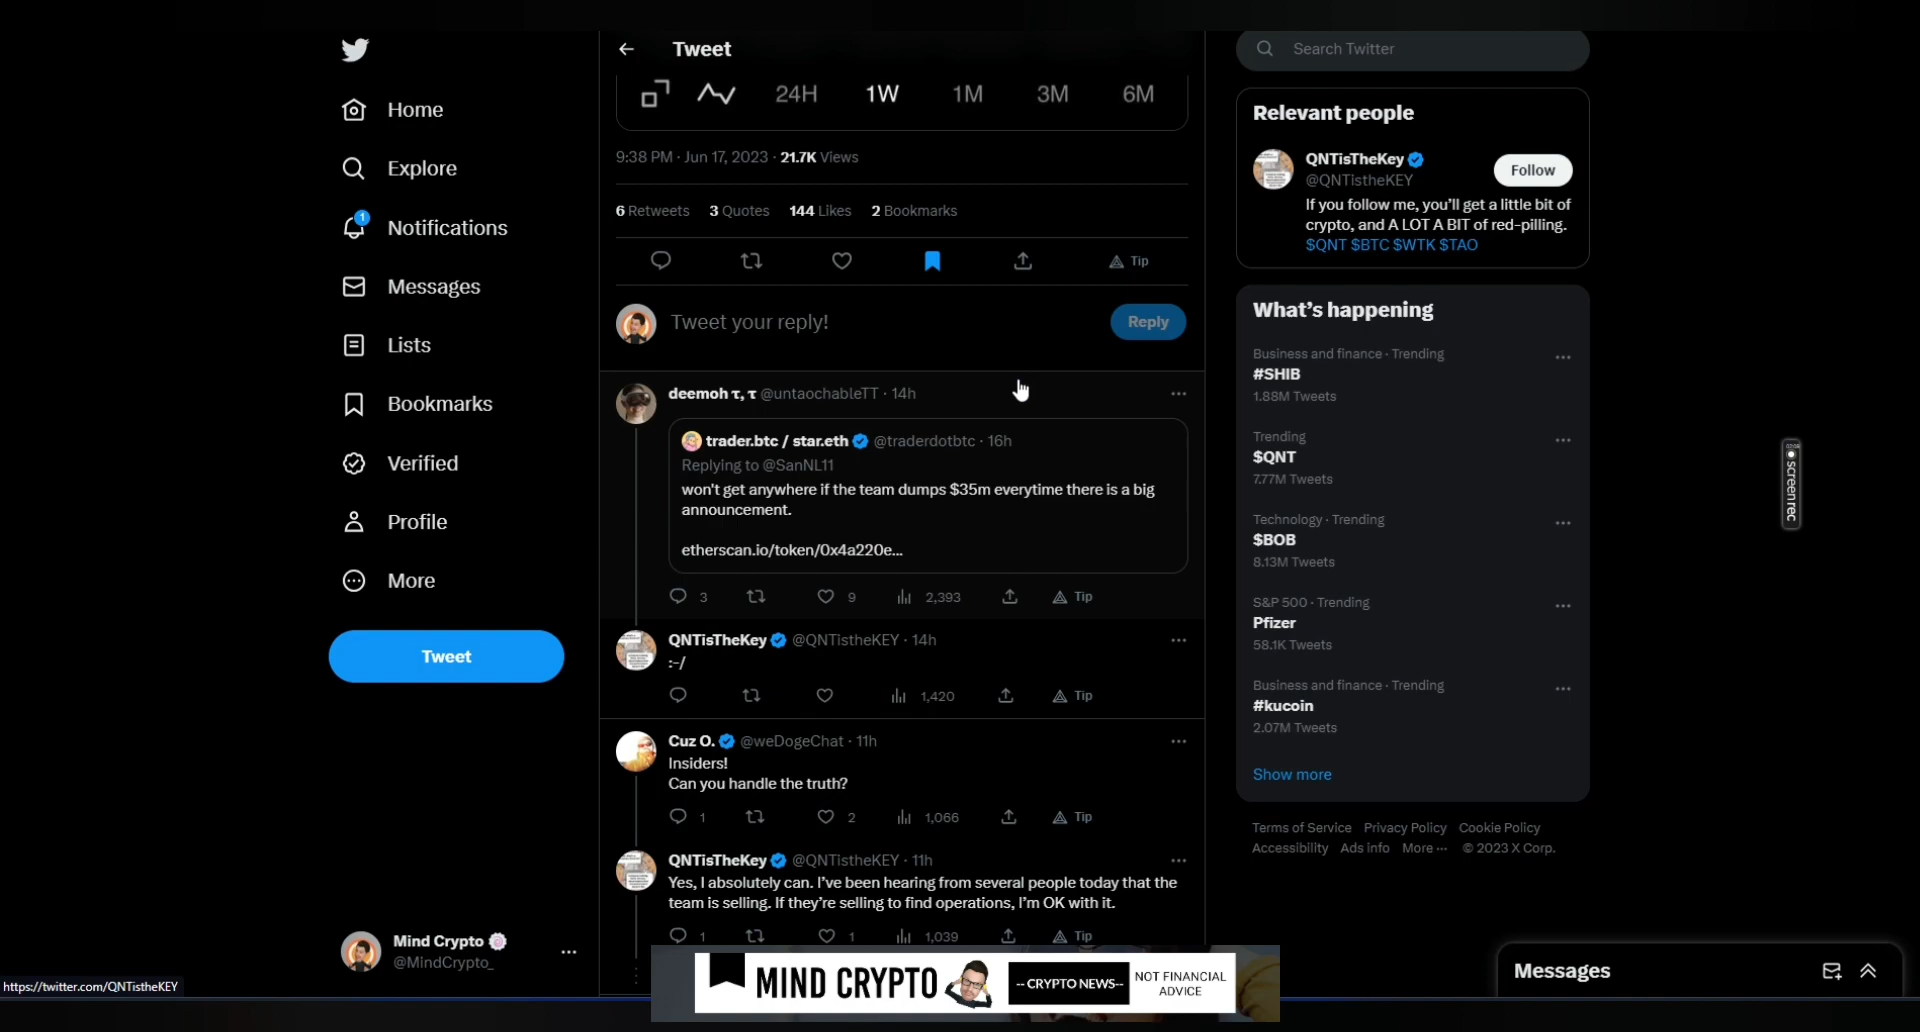 Home
Explore
1
Notifications
Messages
Lists
Bookmarks
Verified
Profile
More
Tweet
Mind Crypto
@MindCrypto_
https://twitter.com/QNTistheKEY
Tweet
24H 1W 1M 3M 6M
9:38 PM · Jun 17, 2023 · 21.7K Views
6 Retweets 3 Quotes 144 Likes 2 Bookmarks
Tip
Tweet your reply!
Reply
deemoh τ, τ @untaochableTT · 14h
trader.btc / star.eth @traderdotbtc · 16h
Replying to @SanNL11
won't get anywhere if the team dumps $35m everytime there is a big
announcement.
etherscan.io/token/0x4a220e...
3 9 2,393 Tip
QNTisTheKey @QNTistheKEY · 14h
:-/
1,420 Tip
Cuz O. @weDogeChat · 11h
Insiders!
Can you handle the truth?
1 2 1,066 Tip
QNTisTheKey @QNTistheKEY · 11h
Yes, I absolutely can. I've been hearing from several people today that the
team is selling. If they're selling to find operations, I'm OK with it.
1 1 1,039 Tip
MIND CRYPTO
-- CRYPTO NEWS--
NOT FINANCIAL
ADVICE
Search Twitter
Relevant people
QNTisTheKey
@QNTistheKEY
Follow
If you follow me, you'll get a little bit of
crypto, and A LOT A BIT of red-pilling.
$QNT $BTC $WTK $TAO
What's happening
Business and finance · Trending
#SHIB
1.88M Tweets
Trending
$QNT
7.77M Tweets
Technology · Trending
$BOB
8.13M Tweets
S&P 500 · Trending
Pfizer
58.1K Tweets
Business and finance · Trending
#kucoin
2.07M Tweets
Show more
Terms of Service Privacy Policy Cookie Policy
Accessibility Ads info More ··· © 2023 X Corp.
Messages
screenrec